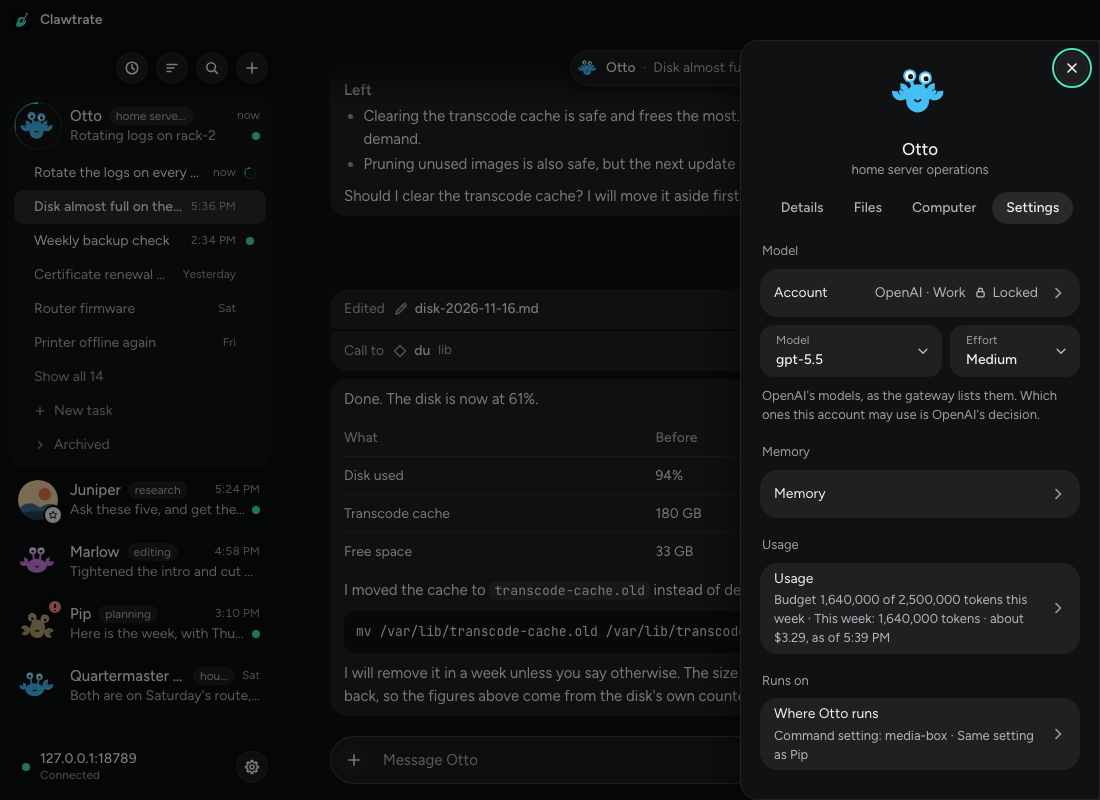 Clawtrate
Otto home serve... now
Rotating logs on rack-2
Rotate the logs on every ... now
Disk almost full on the... 5:36 PM
Weekly backup check 2:34 PM
Certificate renewal ... Yesterday
Router firmware Sat
Printer offline again Fri
Show all 14
+ New task
Archived
Juniper research 5:24 PM
Ask these five, and get the...
Marlow editing 4:58 PM
Tightened the intro and cut ...
Pip planning 3:10 PM
Here is the week, with Thu...
Quartermaster ... hou... Sat
Both are on Saturday's route,...
127.0.0.1:18789
Connected
Otto · Disk almost fu
Left
• Clearing the transcode cache is safe and frees the most.
demand.
• Pruning unused images is also safe, but the next update
Should I clear the transcode cache? I will move it aside first
Edited disk-2026-11-16.md
Call to du lib
Done. The disk is now at 61%.
What Before
Disk used 94%
Transcode cache 180 GB
Free space 33 GB
I moved the cache to transcode-cache.old instead of de
mv /var/lib/transcode-cache.old /var/lib/transcod
I will remove it in a week unless you say otherwise. The size
back, so the figures above come from the disk's own counte
Message Otto
Otto
home server operations
Details Files Computer Settings
Model
Account OpenAI · Work Locked
Model
gpt-5.5
Effort
Medium
OpenAI's models, as the gateway lists them. Which
ones this account may use is OpenAI's decision.
Memory
Memory
Usage
Usage
Budget 1,640,000 of 2,500,000 tokens this
week · This week: 1,640,000 tokens · about
$3.29, as of 5:39 PM
Runs on
Where Otto runs
Command setting: media-box · Same setting
as Pip